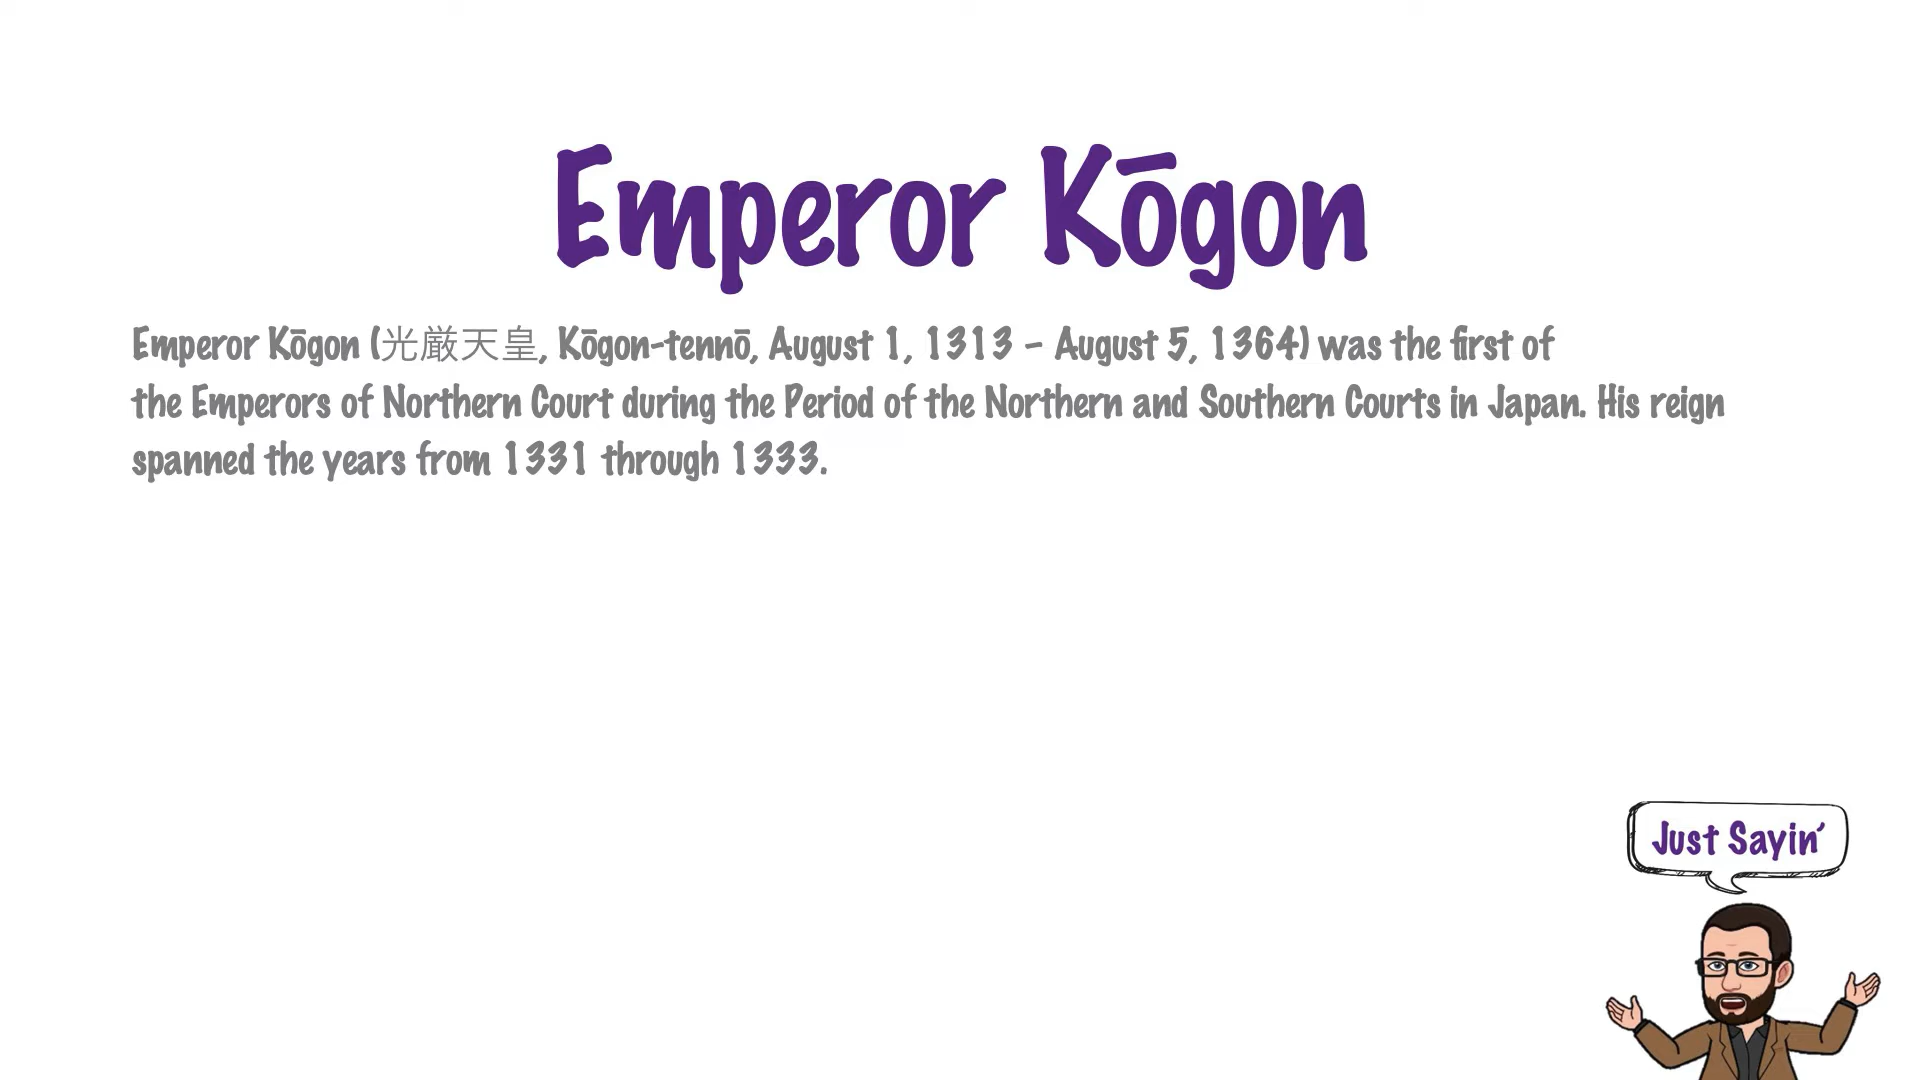 Emperor Kōgon
Emperor Kōgon (光厳天皇, Kōgon-tennō, August 1, 1313 – August 5, 1364) was the first of
the Emperors of Northern Court during the Period of the Northern and Southern Courts in Japan. His reign
spanned the years from 1331 through 1333.
Just Sayin’